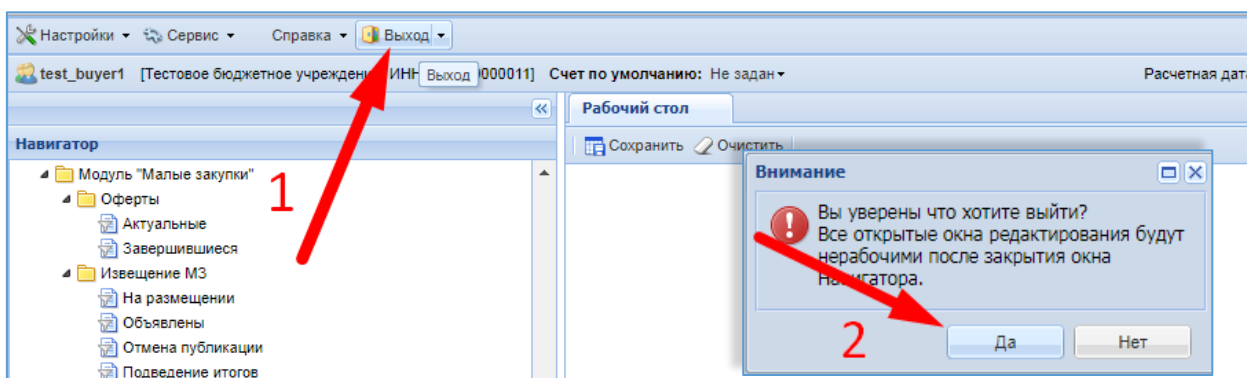 Настройки Сервис Справка Выход
test_buyer1 [Тестовое бюджетное учреждени ИНН 000011] Счет по умолчанию: Не задан Расчетная дат
Выход
Навигатор
Модуль "Малые закупки"
Оферты
Актуальные
Завершившиеся
Извещение МЗ
На размещении
Объявлены
Отмена публикации
Подведение итогов
1
Рабочий стол
Сохранить Очистить
Внимание
Вы уверены что хотите выйти?
Все открытые окна редактирования будут
нерабочими после закрытия окна
Навигатора.
2
Да Нет